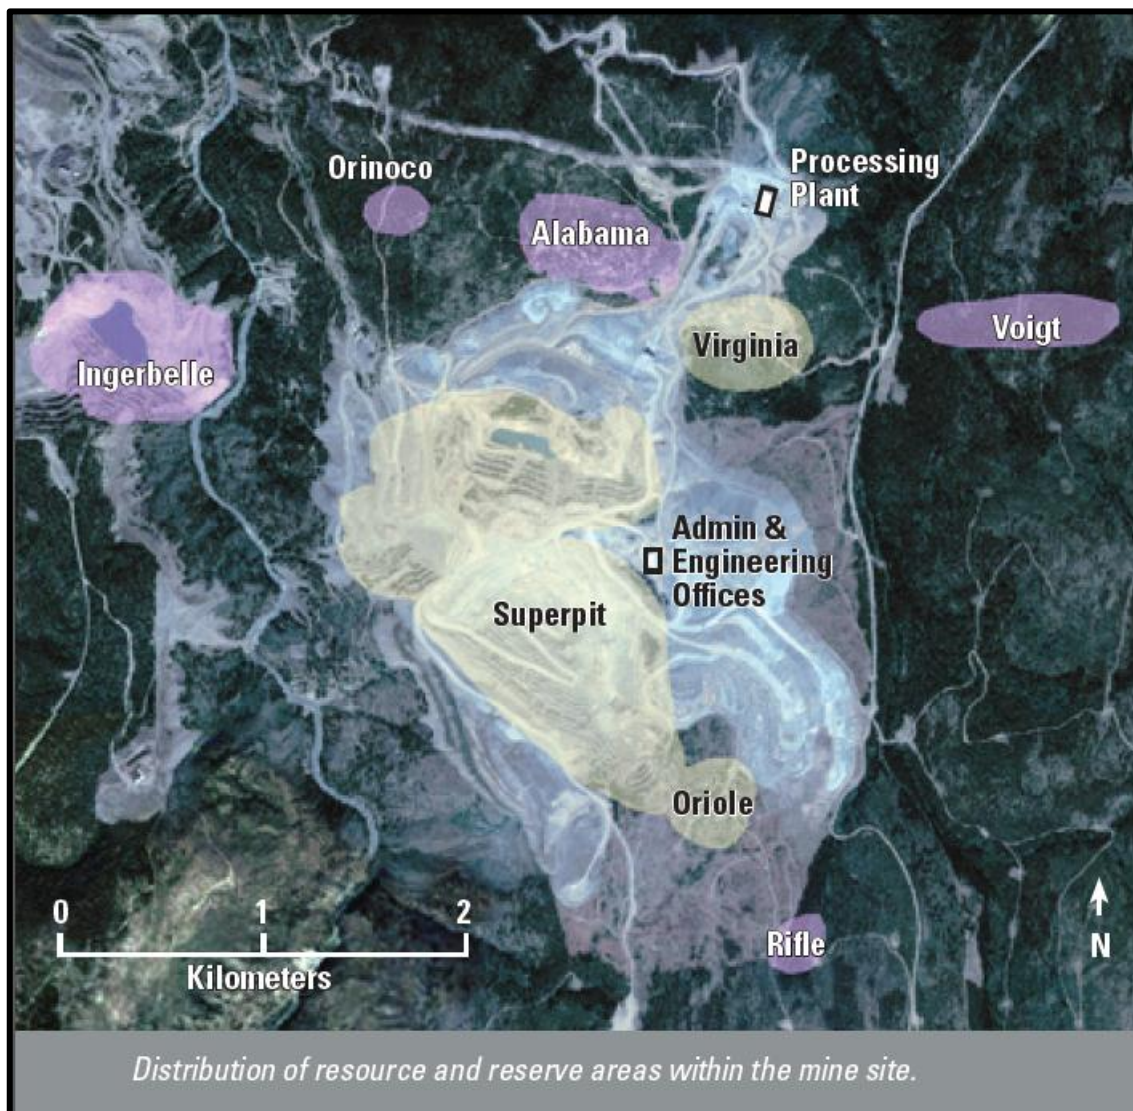 Orinoco
Processing
Plant
Alabama
Voigt
Virginia
Ingerbelle
Admin &
Engineering
Offices
Superpit
Oriole
0 1 2
Kilometers
Rifle
N
Distribution of resource and reserve areas within the mine site.